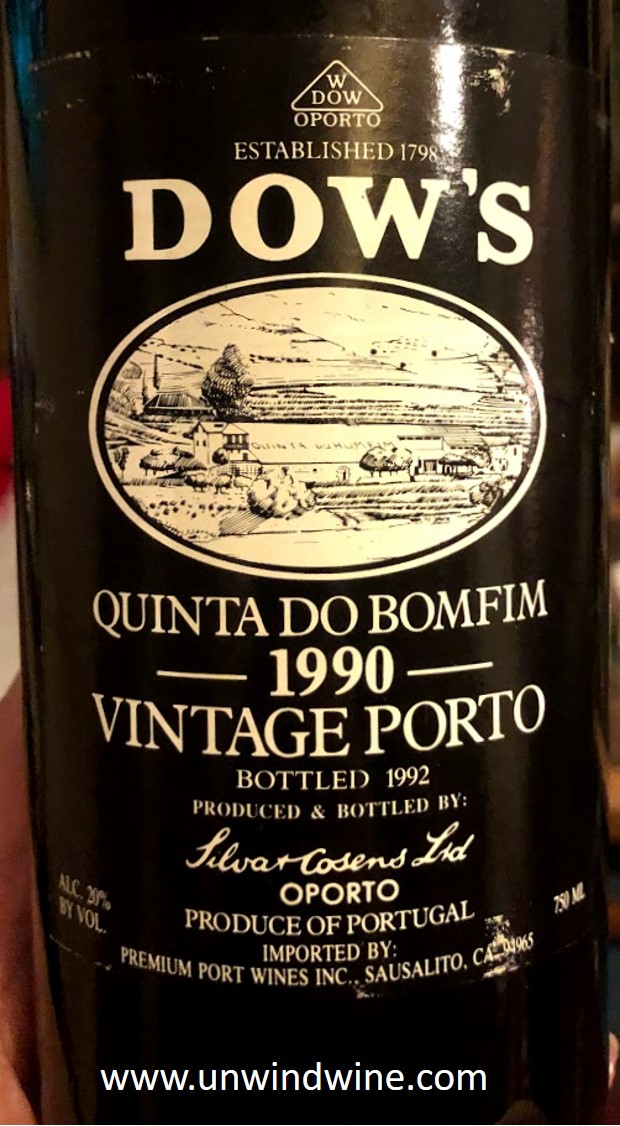 W
DOW
OPORTO
ESTABLISHED 1798
DOW'S
QUINTA DO BOMFIM
QUINTA DO BOMFIM
1990
VINTAGE PORTO
BOTTLED 1992
PRODUCED & BOTTLED BY:
Silva & Cosens Ltd
OPORTO
ALC. 20%
BY VOL.
750 ML
PRODUCE OF PORTUGAL
IMPORTED BY:
PREMIUM PORT WINES INC., SAUSALITO, CA 94965
www.unwindwine.com